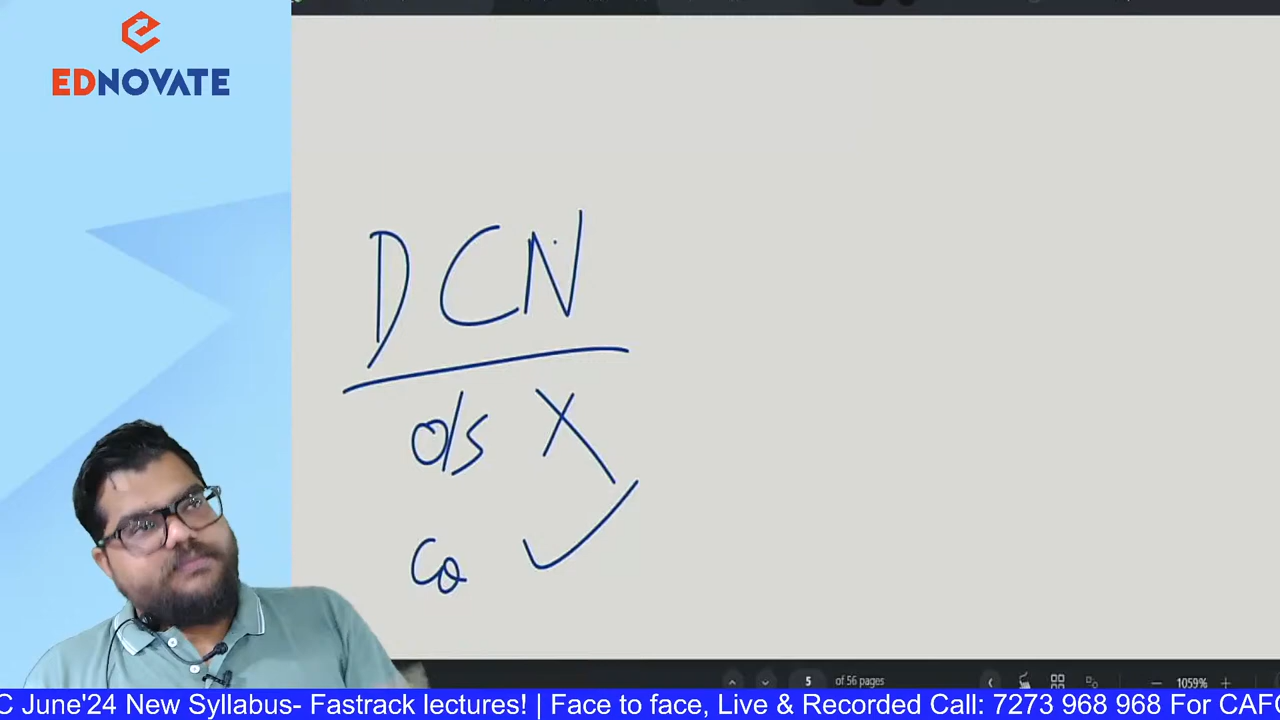 EDNOVATE
DCN
o/s X
Co ✓
5 of 56 pages
1059%
C June'24 New Syllabus- Fastrack lectures! | Face to face, Live & Recorded Call: 7273 968 968 For CAFC